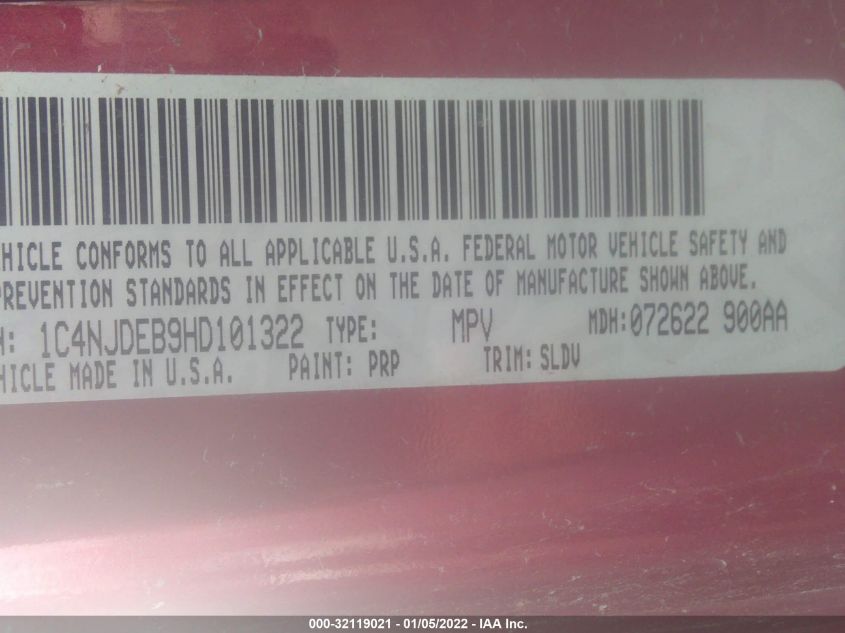 HICLE CONFORMS TO ALL APPLICABLE U.S.A. FEDERAL MOTOR VEHICLE SAFETY AND
PREVENTION STANDARDS IN EFFECT ON THE DATE OF MANUFACTURE SHOWN ABOVE.
N: 1C4NJDEB9HD101322 TYPE: MPV MDH:072622 900AA
HICLE MADE IN U.S.A. PAINT: PRP TRIM: SLDV
000-32119021 - 01/05/2022 - IAA Inc.